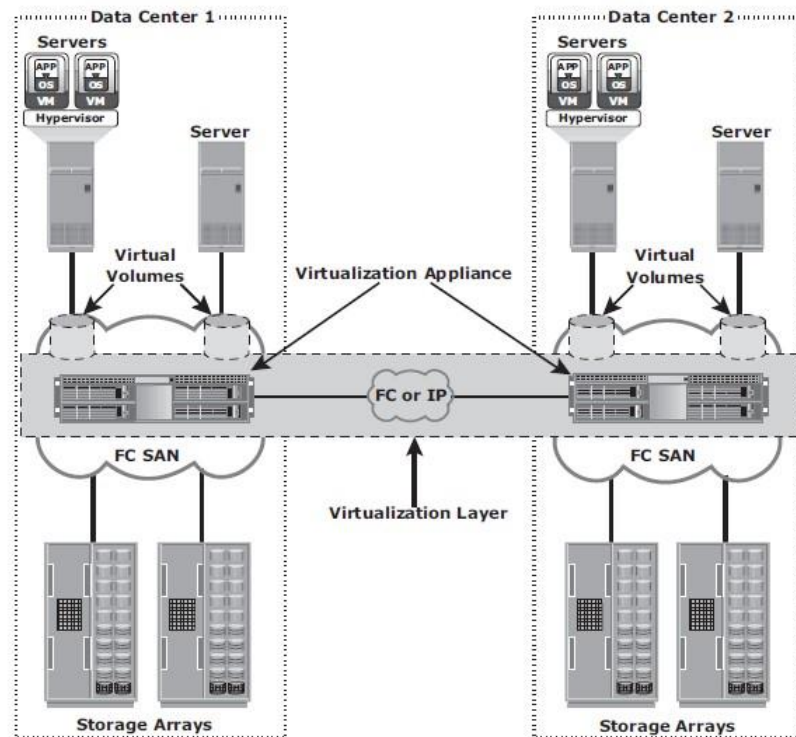 Data Center 1
Data Center 2
Servers
APP
OS
VM
APP
OS
VM
Hypervisor
Server
Servers
APP
OS
VM
APP
OS
VM
Hypervisor
Server
Virtual
Volumes
Virtualization Appliance
Virtual
Volumes
FC or IP
FC SAN
FC SAN
Virtualization Layer
Storage Arrays
Storage Arrays